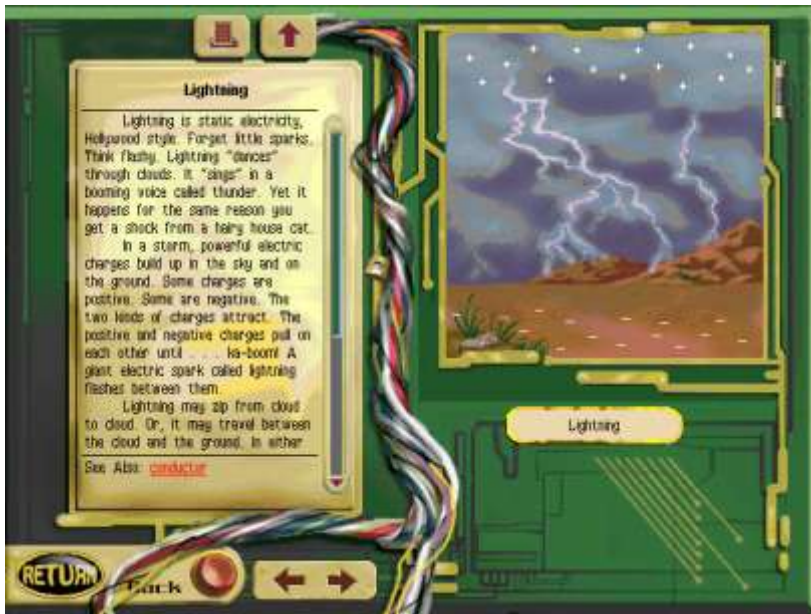 Lightning
Lightning is static electricity,
Hollywood style. Forget little sparks.
Think flashy. Lightning "dances"
through clouds. It "sings" in a
booming voice called thunder. Yet it
happens for the same reason you
get a shock from a hairy house cat.
In a storm, powerful electric
charges build up in the sky and on
the ground. Some charges are
positive. Some are negative. The
two kinds of charges attract. The
positive and negative charges pull on
each other until . . . ka-boom! A
giant electric spark called lightning
flashes between them.
Lightning may zip from cloud
to cloud. Or, it may travel between
the cloud and the ground. In either
See Also: conductor
Lightning
RETURN
Back